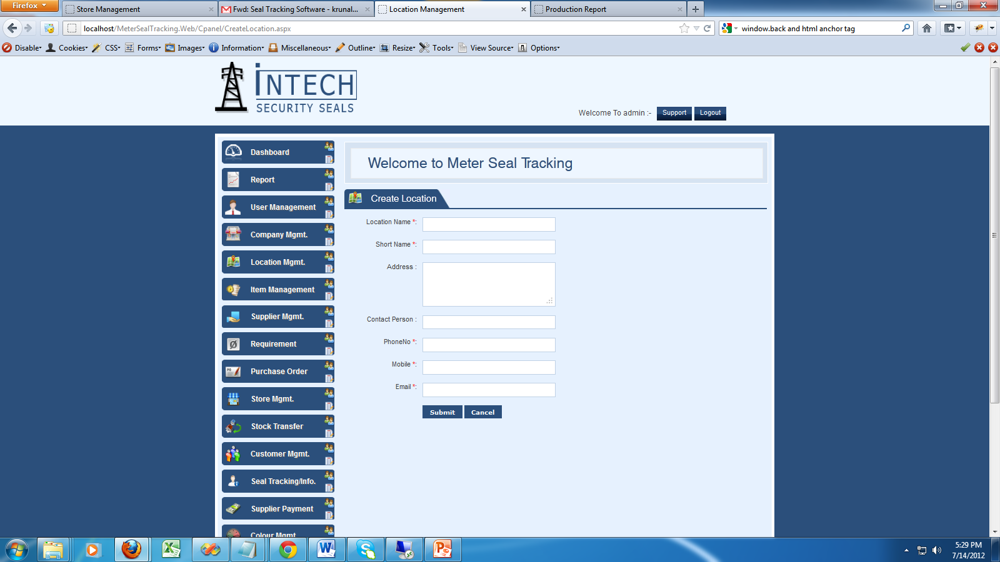 Firefox
Store Management
Fwd: Seal Tracking Software - krunal...
Location Management
Production Report
localhost/MeterSealTracking.Web/Cpanel/CreateLocation.aspx
window.back and html anchor tag
Disable
Cookies
CSS
Forms
Images
Information
Miscellaneous
Outline
Resize
Tools
View Source
Options
INTECH
SECURITY SEALS
Welcome To admin :-
Support
Logout
Dashboard
Report
User Management
Company Mgmt.
Location Mgmt.
Item Management
Supplier Mgmt.
Requirement
Purchase Order
Store Mgmt.
Stock Transfer
Customer Mgmt.
Seal Tracking/Info.
Supplier Payment
Colour Mgmt.
Welcome to Meter Seal Tracking
Create Location
Location Name *:
Short Name *:
Address :
Contact Person :
PhoneNo *:
Mobile *:
Email *:
Submit
Cancel
5:29 PM
7/14/2012